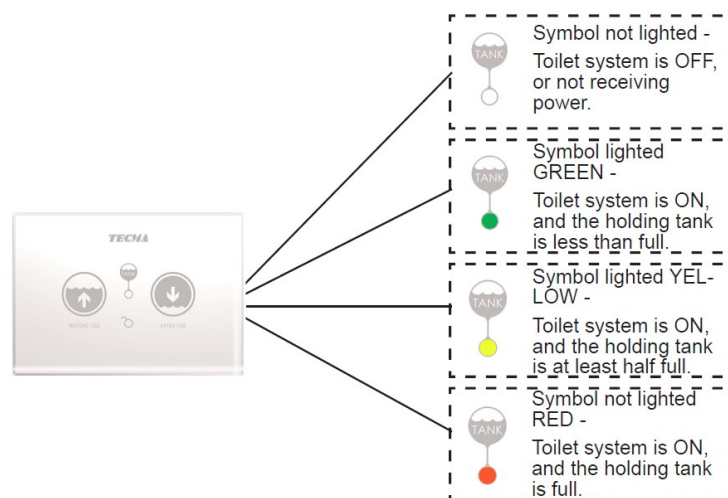 TANK
Symbol not lighted -
Toilet system is OFF,
or not receiving
power.
TANK
Symbol lighted
GREEN -
Toilet system is ON,
and the holding tank
is less than full.
TECMA
TANK
BEFORE USE
AFTER USE
TANK
Symbol lighted YEL-
LOW -
Toilet system is ON,
and the holding tank
is at least half full.
TANK
Symbol not lighted
RED -
Toilet system is ON,
and the holding tank
is full.